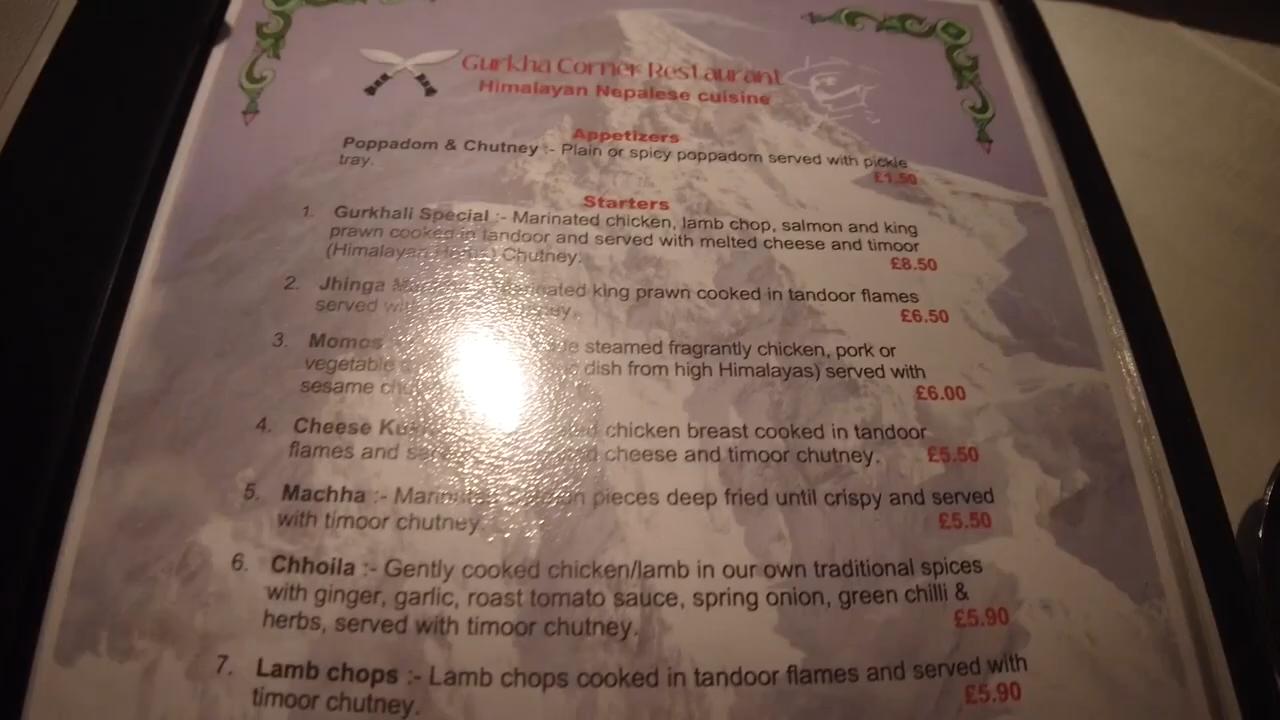 Gurkha Corner Restaurant
Himalayan Nepalese cuisine
Appetizers
Poppadom & Chutney :- Plain or spicy poppadom served with pickle
tray.
£1.50
Starters
1. Gurkhali Special :- Marinated chicken, lamb chop, salmon and king
prawn cooked in tandoor and served with melted cheese and timoor
(Himalayan Herbs) Chutney.
£8.50
2. Jhinga king prawn cooked in tandoor flames
served
£6.50
3. Momos steamed fragrantly chicken, pork or
vegetable dish from high Himalayas) served with
sesame
£6.00
4. Cheese chicken breast cooked in tandoor
flames and cheese and timoor chutney. £5.50
5. Machha :- Marinated pieces deep fried until crispy and served
with timoor chutney.
£5.50
6. Chhoila :- Gently cooked chicken/lamb in our own traditional spices
with ginger, garlic, roast tomato sauce, spring onion, green chilli &
herbs, served with timoor chutney.
£5.90
7. Lamb chops :- Lamb chops cooked in tandoor flames and served with
timoor chutney.
£5.90